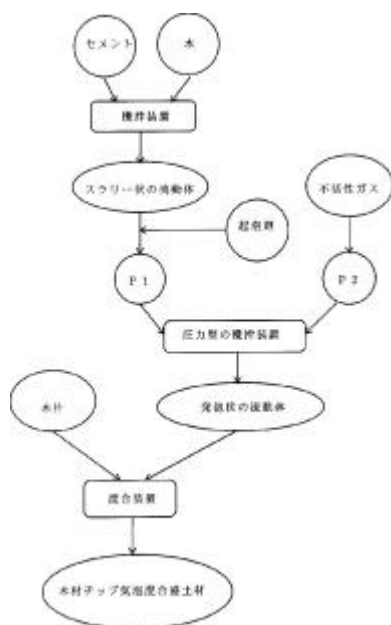 セメント
水
攪拌装置
スラリー状の流動体
不活性ガス
起泡剤
P1
P2
圧力型の攪拌装置
発泡状の流動体
木片
混合装置
木材チップ気泡混合盛土材